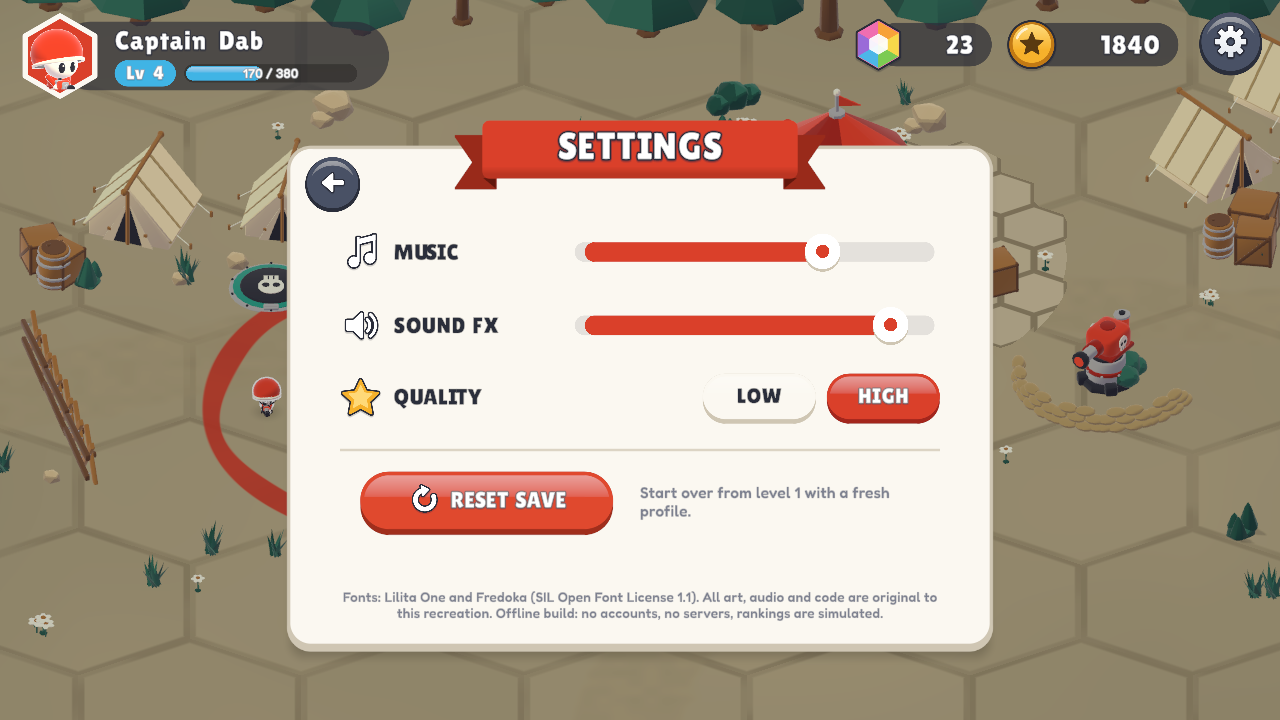 Captain Dab
Lv 4
170 / 380
23
1840
SETTINGS
MUSIC
SOUND FX
QUALITY
LOW
HIGH
RESET SAVE
Start over from level 1 with a fresh
profile.
Fonts: Lilita One and Fredoka (SIL Open Font License 1.1). All art, audio and code are original to
this recreation. Offline build: no accounts, no servers, rankings are simulated.